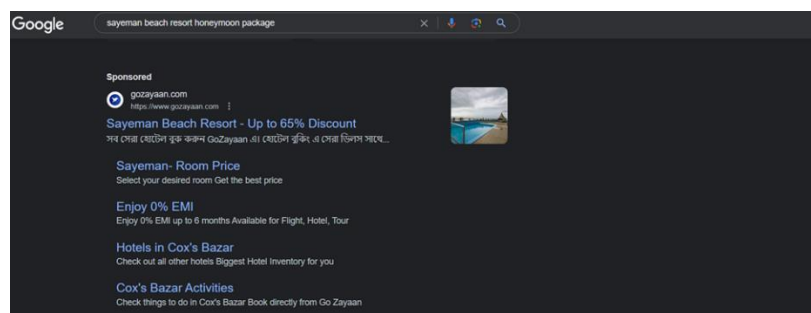 Google
sayeman beach resort honeymoon package
Sponsored
gozayaan.com
https://www.gozayaan.com
Sayeman Beach Resort - Up to 65% Discount
সব সেরা হোটেল বুক করুন GoZayaan এ। হোটেল বুকিং এ সেরা ডিলস সাথে...
Sayeman- Room Price
Select your desired room Get the best price
Enjoy 0% EMI
Enjoy 0% EMI up to 6 months Available for Flight, Hotel, Tour
Hotels in Cox's Bazar
Check out all other hotels Biggest Hotel Inventory for you
Cox's Bazar Activities
Check things to do in Cox's Bazar Book directly from Go Zayaan